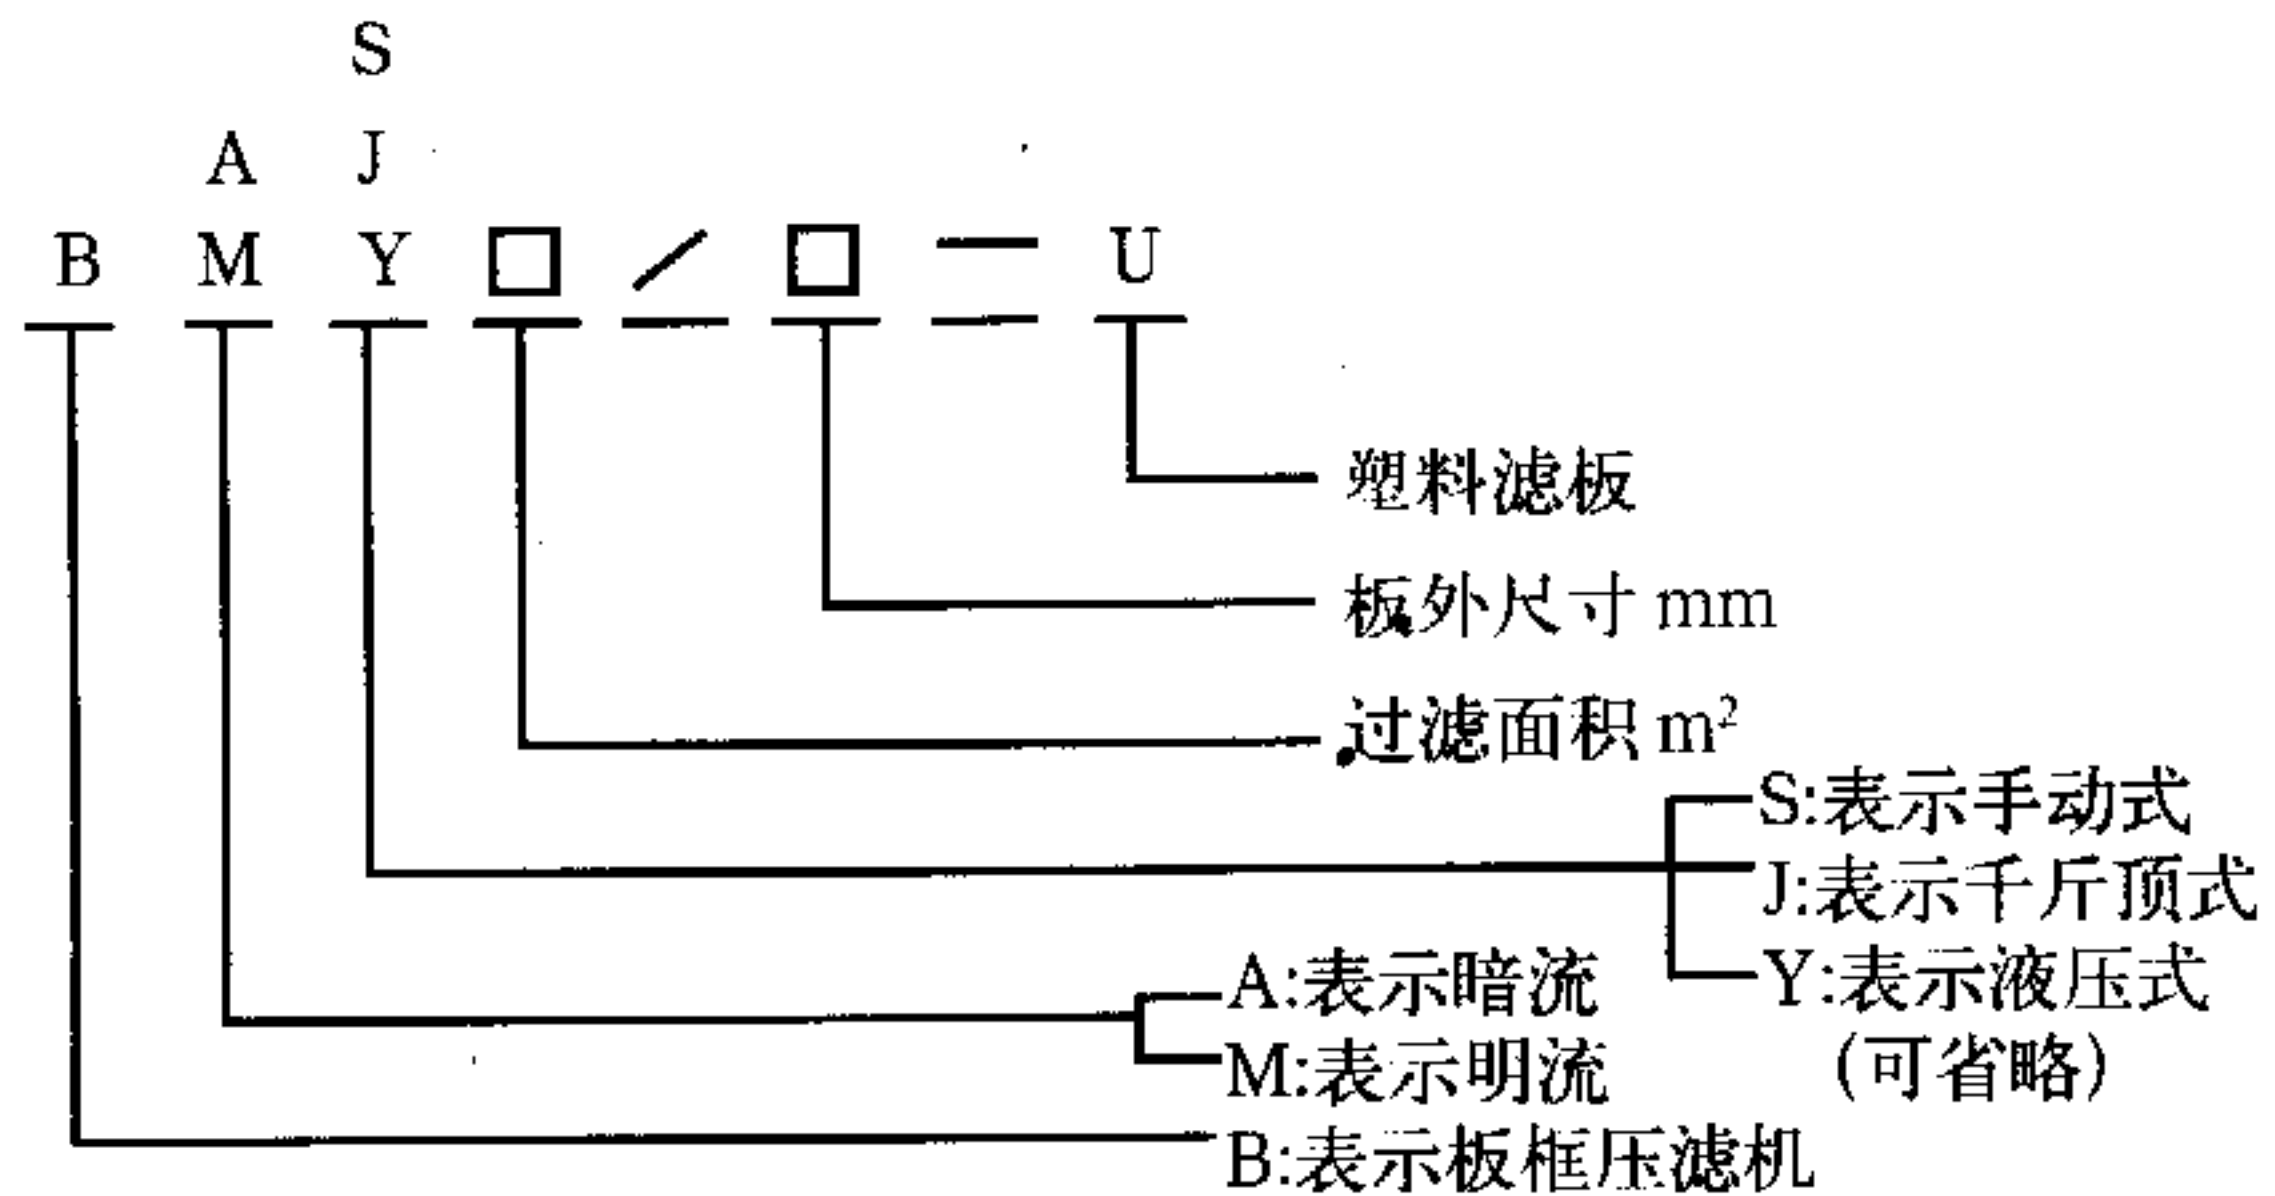 S
A J
B M Y □ / □ — U
塑料滤板
板外尺寸 mm
过滤面积 m²
S:表示手动式
J:表示千斤顶式
Y:表示液压式
(可省略)
A:表示暗流
M:表示明流
B:表示板框压滤机